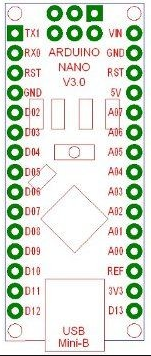 TX1 VIN
RX0 ARDUINO GND
NANO
RST V3.0 RST
GND 5V
D02 A07
D03 A06
D04 A05
D05 A04
D06 A03
D07 A02
D08 A01
D09 A00
D10 REF
D11 3V3
D12 D13
USB
Mini-B